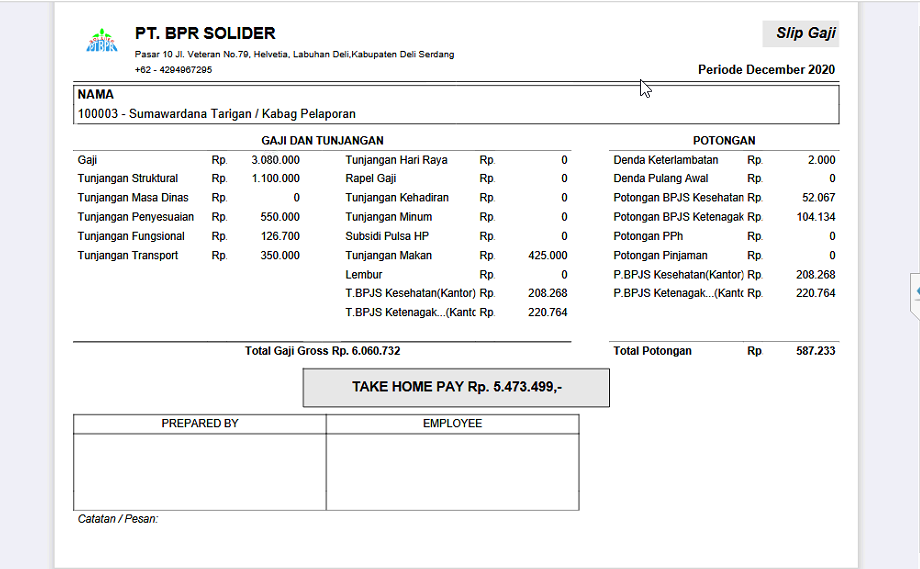 PT. BPR SOLIDER
Slip Gaji
Pasar 10 Jl. Veteran No.79, Helvetia, Labuhan Deli,Kabupaten Deli Serdang
+62 - 4294967295
Periode December 2020
NAMA
100003 - Sumawardana Tarigan / Kabag Pelaporan
GAJI DAN TUNJANGAN POTONGAN
Gaji Rp. 3.080.000 Tunjangan Hari Raya Rp. 0 Denda Keterlambatan Rp. 2.000
Tunjangan Struktural Rp. 1.100.000 Rapel Gaji Rp. 0 Denda Pulang Awal Rp. 0
Tunjangan Masa Dinas Rp. 0 Tunjangan Kehadiran Rp. 0 Potongan BPJS Kesehatan Rp. 52.067
Tunjangan Penyesuaian Rp. 550.000 Tunjangan Minum Rp. 0 Potongan BPJS Ketenagak Rp. 104.134
Tunjangan Fungsional Rp. 126.700 Subsidi Pulsa HP Rp. 0 Potongan PPh Rp. 0
Tunjangan Transport Rp. 350.000 Tunjangan Makan Rp. 425.000 Potongan Pinjaman Rp. 0
Lembur Rp. 0 P.BPJS Kesehatan(Kantor) Rp. 208.268
T.BPJS Kesehatan(Kantor) Rp. 208.268 P.BPJS Ketenagak...(Kantc Rp. 220.764
T.BPJS Ketenagak...(Kantc Rp. 220.764
Total Gaji Gross Rp. 6.060.732 Total Potongan Rp 587.233
TAKE HOME PAY Rp. 5.473.499,-
PREPARED BY EMPLOYEE
Catatan / Pesan: